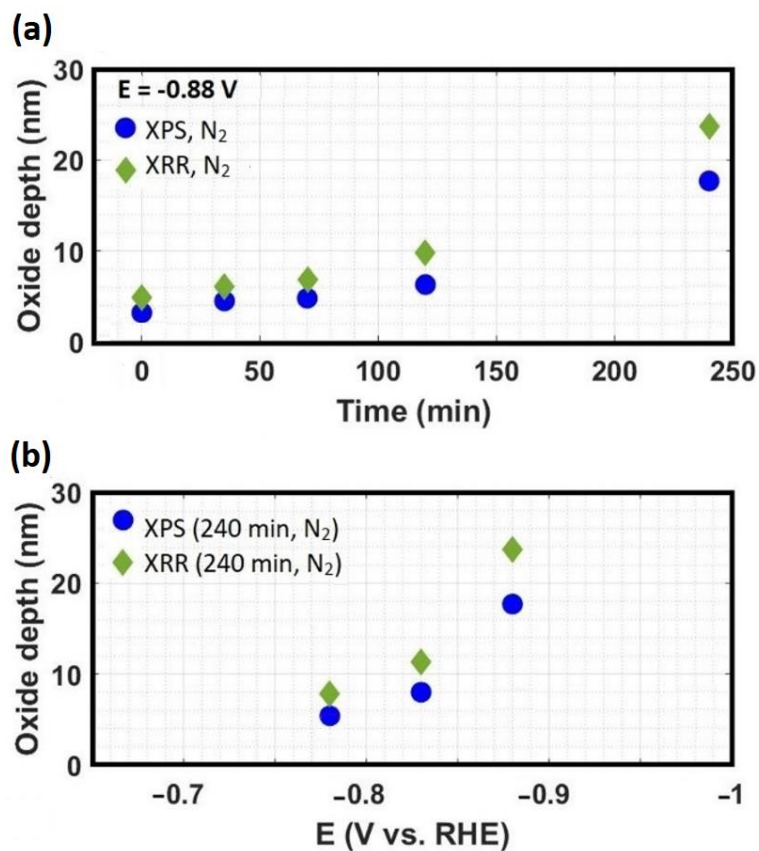 (a)
Oxide depth (nm)
30
20
10
0
E = -0.88 V
XPS, N₂
XRR, N₂
0 50 100 150 200 250
Time (min)
(b)
Oxide depth (nm)
30
20
10
0
XPS (240 min, N₂)
XRR (240 min, N₂)
−0.7 −0.8 −0.9 −1
E (V vs. RHE)